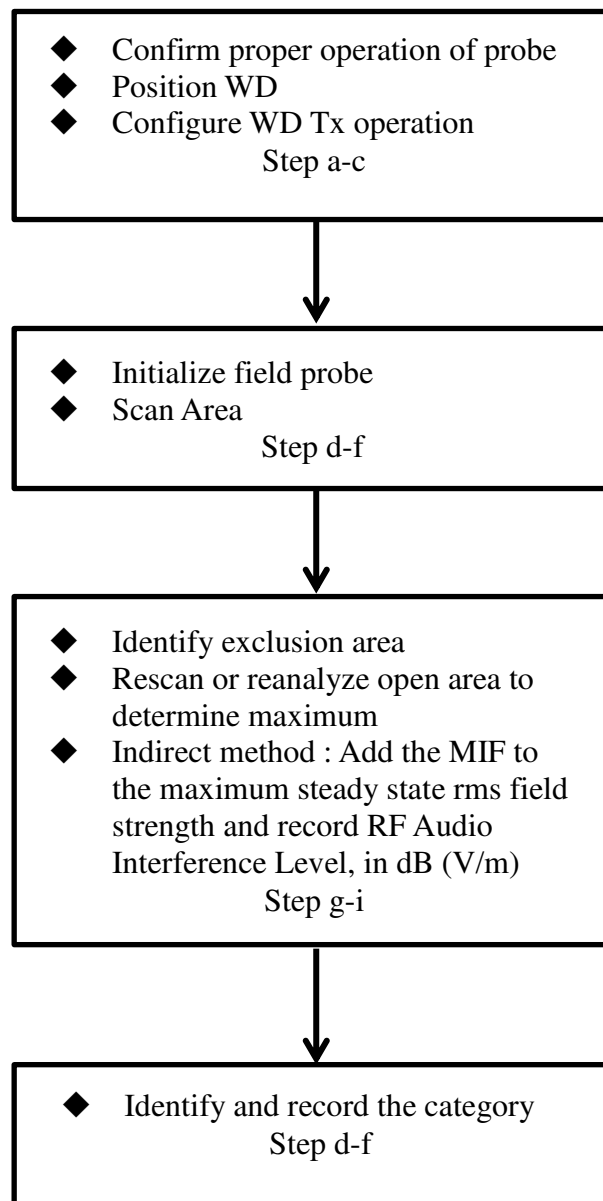 ◆ Confirm proper operation of probe
◆ Position WD
◆ Configure WD Tx operation
Step a-c
◆ Initialize field probe
◆ Scan Area
Step d-f
◆ Identify exclusion area
◆ Rescan or reanalyze open area to
determine maximum
◆ Indirect method : Add the MIF to
the maximum steady state rms field
strength and record RF Audio
Interference Level, in dB (V/m)
Step g-i
◆ Identify and record the category
Step d-f